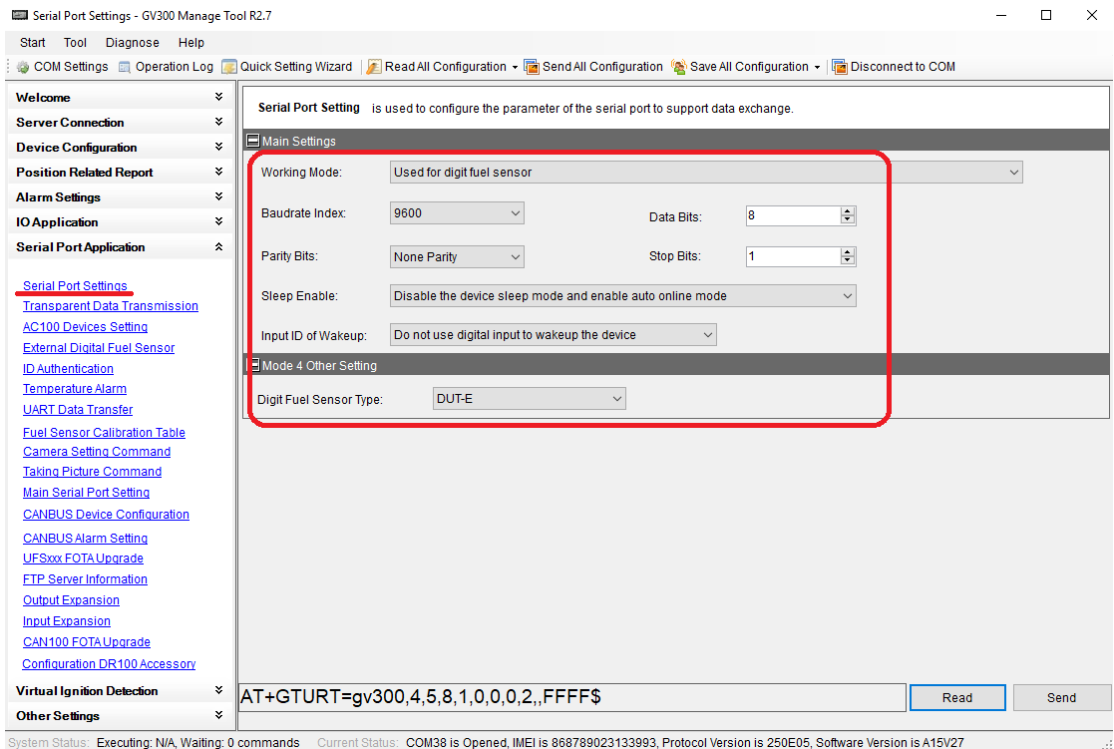 Serial Port Settings - GV300 Manage Tool R2.7
Start Tool Diagnose Help
COM Settings Operation Log Quick Setting Wizard Read All Configuration Send All Configuration Save All Configuration Disconnect to COM
Welcome
Server Connection
Device Configuration
Position Related Report
Alarm Settings
IO Application
Serial Port Application
Serial Port Settings
Transparent Data Transmission
AC100 Devices Setting
External Digital Fuel Sensor
ID Authentication
Temperature Alarm
UART Data Transfer
Fuel Sensor Calibration Table
Camera Setting Command
Taking Picture Command
Main Serial Port Setting
CANBUS Device Configuration
CANBUS Alarm Setting
UFSxxx FOTA Upgrade
FTP Server Information
Output Expansion
Input Expansion
CAN100 FOTA Upgrade
Configuration DR100 Accessory
Virtual Ignition Detection
Other Settings
Serial Port Setting is used to configure the parameter of the serial port to support data exchange.
Main Settings
Working Mode: Used for digit fuel sensor
Baudrate Index: 9600 Data Bits: 8
Parity Bits: None Parity Stop Bits: 1
Sleep Enable: Disable the device sleep mode and enable auto online mode
Input ID of Wakeup: Do not use digital input to wakeup the device
Mode 4 Other Setting
Digit Fuel Sensor Type: DUT-E
AT+GTURT=gv300,4,5,8,1,0,0,0,2,,FFFF$ Read Send
System Status: Executing: N/A, Waiting: 0 commands Current Status: COM38 is Opened, IMEI is 868789023133993, Protocol Version is 250E05, Software Version is A15V27